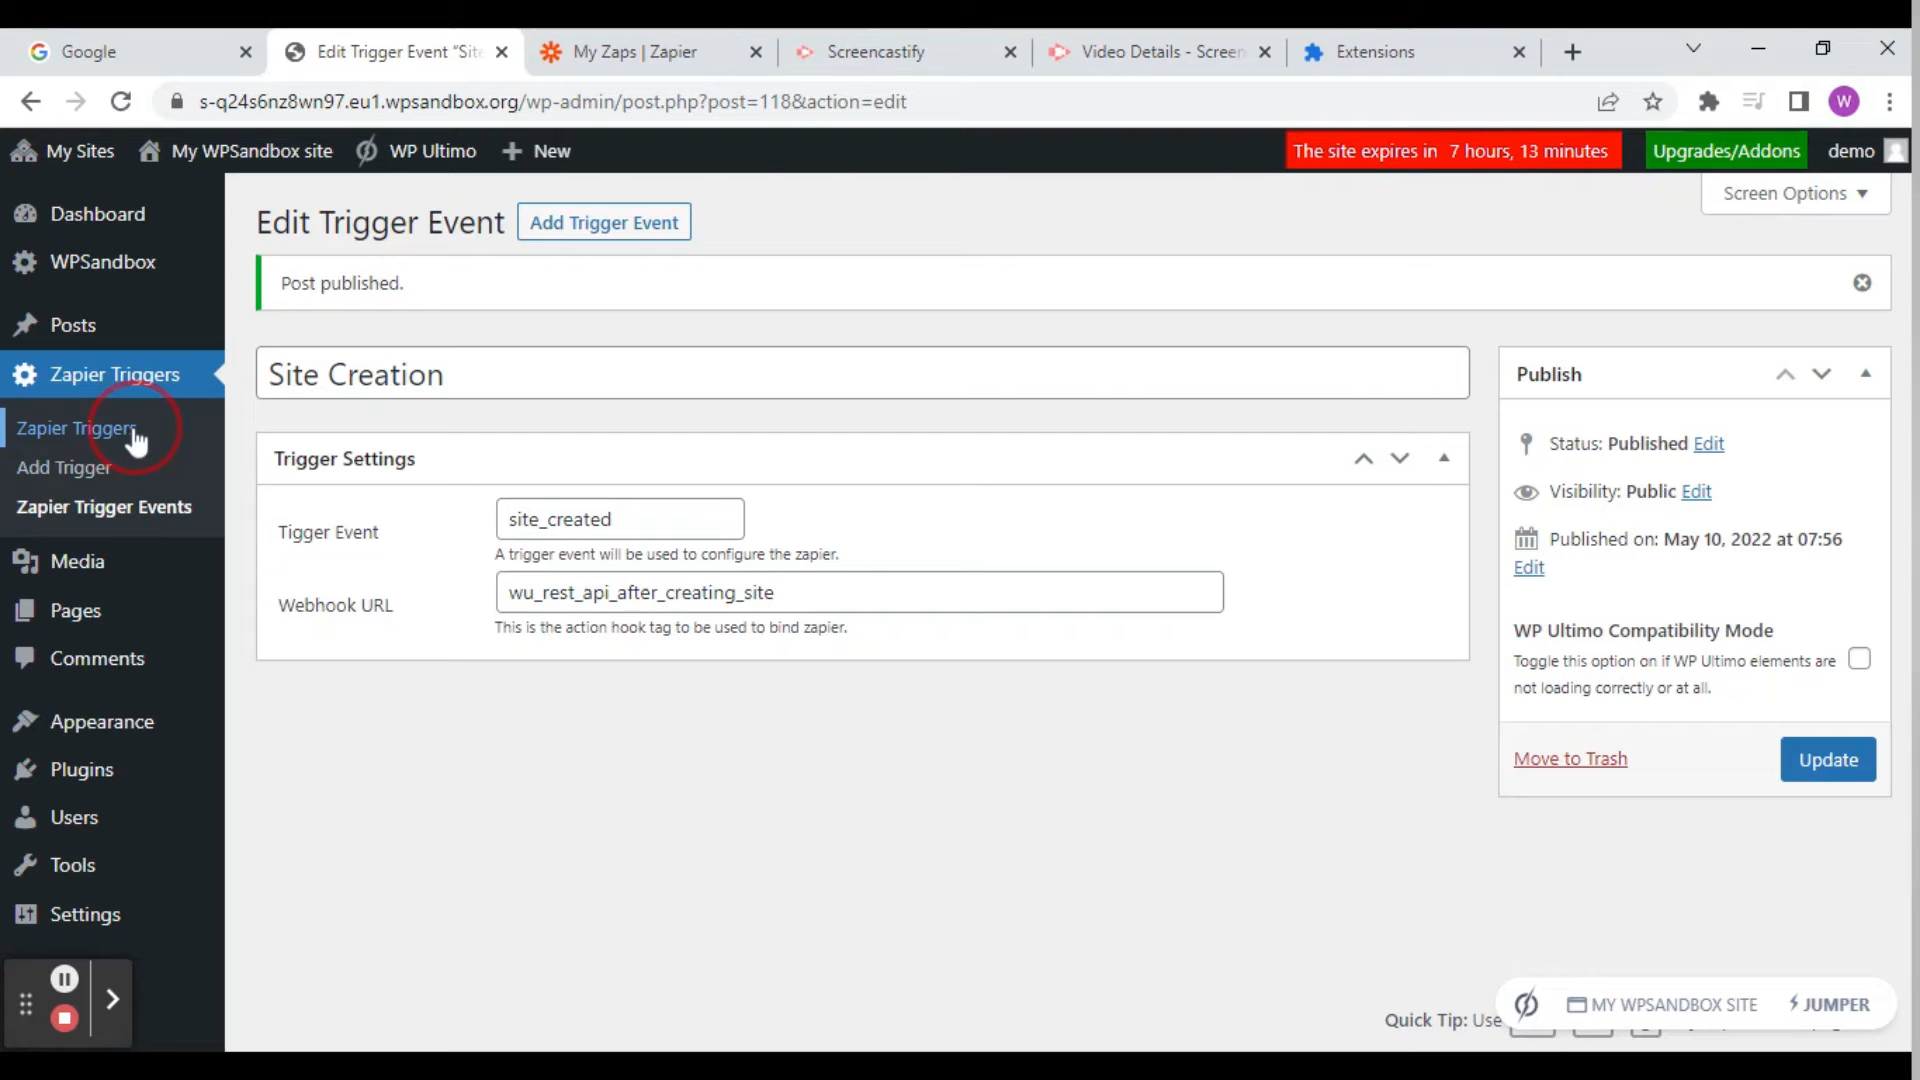 Google
Edit Trigger Event “Site
My Zaps | Zapier
Screencastify
Video Details - Screen
Extensions
s-q24s6nz8wn97.eu1.wpsandbox.org/wp-admin/post.php?post=118&action=edit
W
My Sites
My WPSandbox site
WP Ultimo
New
The site expires in 7 hours, 13 minutes
Upgrades/Addons
demo
Screen Options
Dashboard
WPSandbox
Posts
Zapier Triggers
Zapier Triggers
Add Trigger
Zapier Trigger Events
Media
Pages
Comments
Appearance
Plugins
Users
Tools
Settings
Edit Trigger Event
Add Trigger Event
Post published.
Site Creation
Trigger Settings
Tigger Event
site_created
A trigger event will be used to configure the zapier.
Webhook URL
wu_rest_api_after_creating_site
This is the action hook tag to be used to bind zapier.
Publish
Status: Published Edit
Visibility: Public Edit
Published on: May 10, 2022 at 07:56
Edit
WP Ultimo Compatibility Mode
Toggle this option on if WP Ultimo elements are
not loading correctly or at all.
Move to Trash
Update
Quick Tip: Use
MY WPSANDBOX SITE
JUMPER